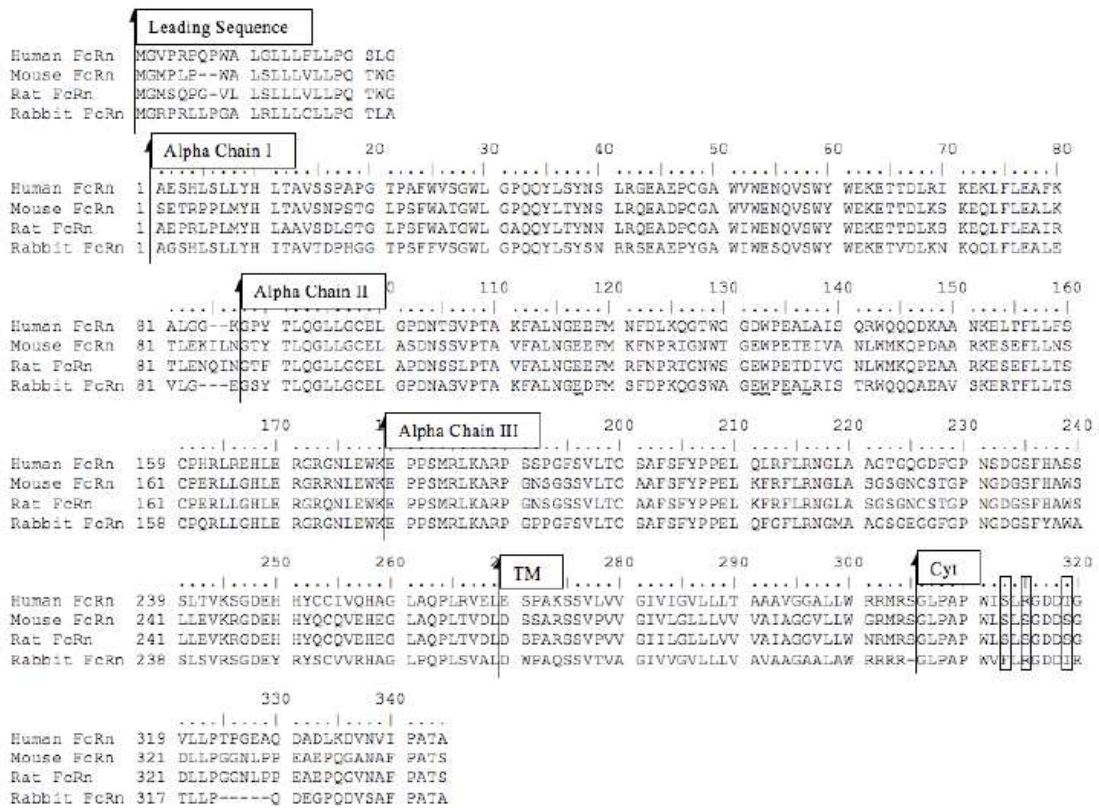 Leading Sequence
Human FcRn MGVPRPQPWA LGLLLFLLPG SLG
Mouse FcRn MGMPLP--WA LSLLLVLLPQ TWG
Rat FcRn MGMSQPG-VL LSLLLVLLPQ TWG
Rabbit FcRn MGRPRLLPGA LRLLLCLLPG TLA
Alpha Chain I 20 30 40 50 60 70 80
Human FcRn 1 AESHLSLLYH LTAVSSPAPG TPAFWVSGWL GPQQYLSYNS LRGEAEPCGA WVWENQVSWY WEKETTDLRI KEKLFLEAFK
Mouse FcRn 1 SETRPPLMYH LTAVSNPSTG LPSFWATGWL GPQQYLTYNS LRQEADPCGA WVWENQVSWY WEKETTDLKS KEQLFLEALK
Rat FcRn 1 AEPRLPLMYH LAAVSDLSTG LPSFWATGWL GAQQYLTYNN LRQEADPCGA WIWENQVSWY WEKETTDLKS KEQLFLEAIR
Rabbit FcRn 1 AGSHLSLLYH ITAVTDPHGG TPSFFVSGWL GPQQYLSYSN RRSEAEPYGA WIWESQVSWY WEKETVDLKN KQQLFLEALE
Alpha Chain II 0 110 120 130 140 150 160
Human FcRn 81 ALGG--KGPY TLQGLLGCEL GPDNTSVPTA KFALNGEEFM NFDLKQGTWG GDWPEALAIS QRWQQQDKAA NKELTFLLFS
Mouse FcRn 81 TLEKILNGTY TLQGLLGCEL ASDNSSVPTA VFALNGEEFM KFNPRIGNWT GEWPETEIVA NLWMKQPDAA RKESEFLLNS
Rat FcRn 81 TLENQINGTF TLQGLLGCEL APDNSSLPTA VFALNGEEFM RFNPRTGNWS GEWPETDIVG NLWMKQPEAA RKESEFLLTS
Rabbit FcRn 81 VLG---EGSY TLQGLLGCEL GPDNASVPTA KFALNGEDFM SFDPKQGSWA GEWPEALRIS TRWQQQAEAV SKERTFLLTS
170 1 Alpha Chain III 200 210 220 230 240
Human FcRn 159 CPHRLREHLE RGRGNLEWKE PPSMRLKARP SSPGFSVLTC SAFSFYPPEL QLRFLRNGLA AGTGQGDFGP NSDGSFHASS
Mouse FcRn 161 CPERLLGHLE RGRRNLEWKE PPSMRLKARP GNSGSSVLTC AAFSFYPPEL KFRFLRNGLA SGSGNCSTGP NGDGSFHAWS
Rat FcRn 161 CPERLLGHLE RGRQNLEWKE PPSMRLKARP GNSGSSVLTC AAFSFYPPEL KFRFLRNGLA SGSGNCSTGP NGDGSFHAWS
Rabbit FcRn 158 CPQRLLGHLE RGRGNLEWKE PPSMRLKARP GPPGFSVLTC SAFSFYPPEL QFGFLRNGMA AGSGEGGFGP NGDGSFYAWA
250 260 2 TM 280 290 300 Cyt 320
Human FcRn 239 SLTVKSGDEH HYCCIVQHAG LAQPLRVELE SPAKSSVLVV GIVIGVLLLT AAAVGGALLW RRMRSGLPAP WISLRGDDTG
Mouse FcRn 241 LLEVKRGDEH HYQCQVEHEG LAQPLTVDLD SSARSSVPVV GIVLGLLLVV VAIAGGVLLW GRMRSGLPAP WLSLSGDDSG
Rat FcRn 241 LLEVKRGDEH HYQCQVEHEG LAQPLTVDLD SPARSSVPVV GIILGLLLVV VAIAGGVLLW NRMRSGLPAP WLSLSGDDSG
Rabbit FcRn 238 SLSVRSGDEY RYSCVVRHAG LPQPLSVALD WPAQSSVTVA GIVVGVLLLV AVAAGAALAW RRRR-GLPAP WVFLRGDDIR
330 340
Human FcRn 319 VLLPTPGEAQ DADLKDVNVI PATA
Mouse FcRn 321 DLLPGGNLPP EAEPQGANAF PATS
Rat FcRn 321 DLLPGGNLPP EAEPQGVNAF PATS
Rabbit FcRn 317 TLLP-----Q DEGPQDVSAF PATA